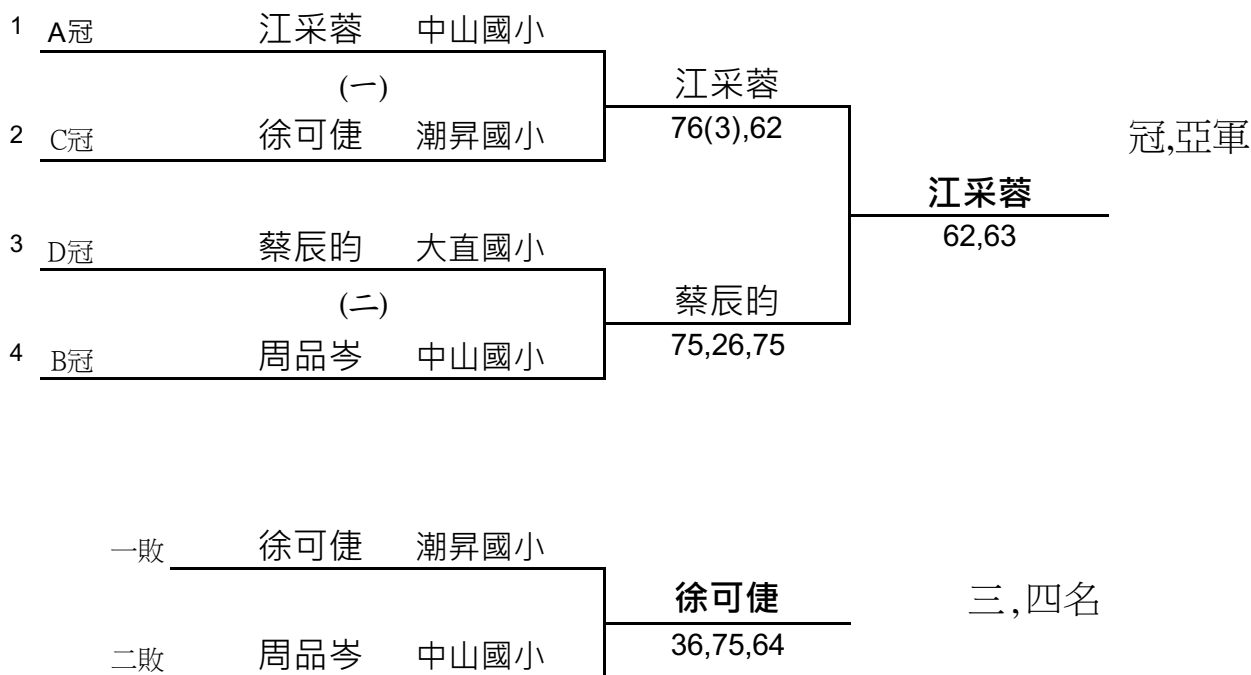 1 A冠 江采蓉 中山國小
(一) 江采蓉
2 C冠 徐可倢 潮昇國小 76(3),62 冠,亞軍
江采蓉
3 D冠 蔡辰昀 大直國小 62,63
(二) 蔡辰昀
4 B冠 周品岑 中山國小 75,26,75
一敗 徐可倢 潮昇國小
徐可倢 三,四名
二敗 周品岑 中山國小 36,75,64